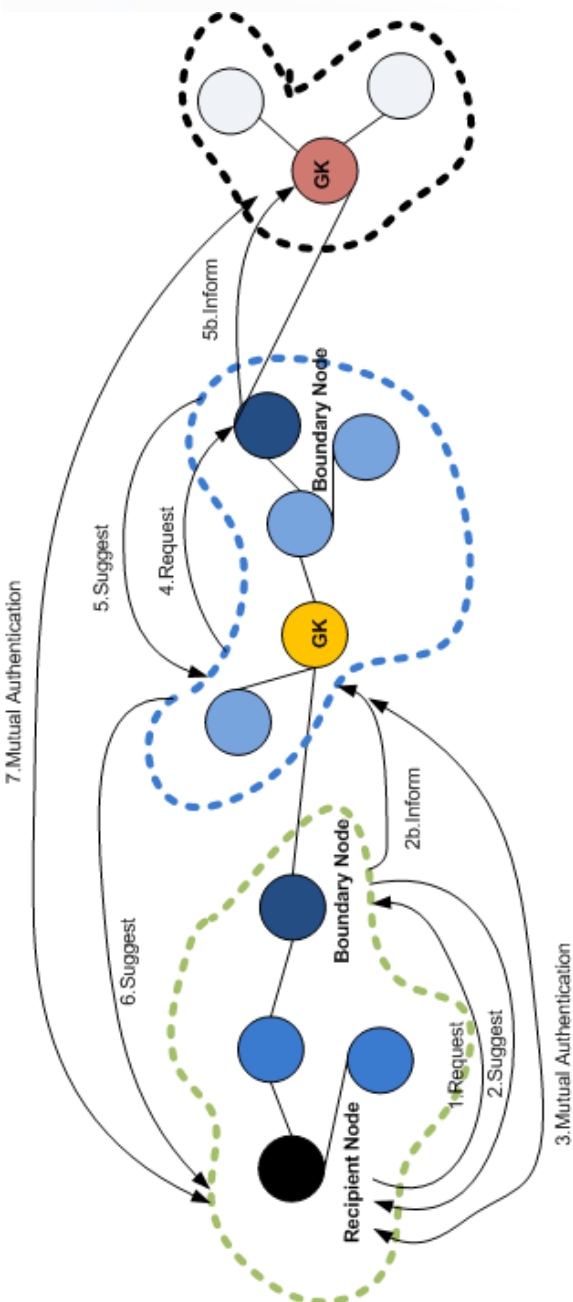 7.Mutual Authentication
6.Suggest
5.Suggest
4.Request
5b.Inform
GK
GK
Boundary Node
Boundary Node
Recipient Node
2b.Inform
1.Request
2.Suggest
3.Mutual Authentication